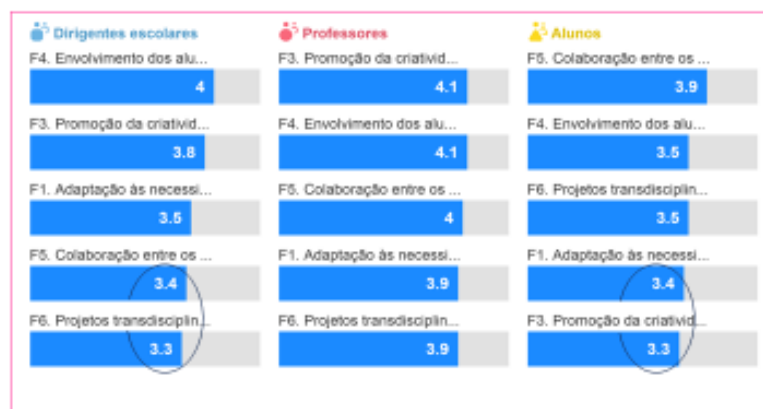 Dirigentes escolares
F4. Envolvimento dos alu...
4
F3. Promoção da criativid...
3.8
F1. Adaptação às necessi...
3.5
F5. Colaboração entre os ...
3.4
F6. Projetos transdisciplin...
3.3
Professores
F3. Promoção da criativid...
4.1
F4. Envolvimento dos alu...
4.1
F5. Colaboração entre os ...
4
F1. Adaptação às necessi...
3.9
F6. Projetos transdisciplin...
3.9
Alunos
F5. Colaboração entre os ...
3.9
F4. Envolvimento dos alu...
3.5
F6. Projetos transdisciplin...
3.5
F1. Adaptação às necessi...
3.4
F3. Promoção da criativid...
3.3